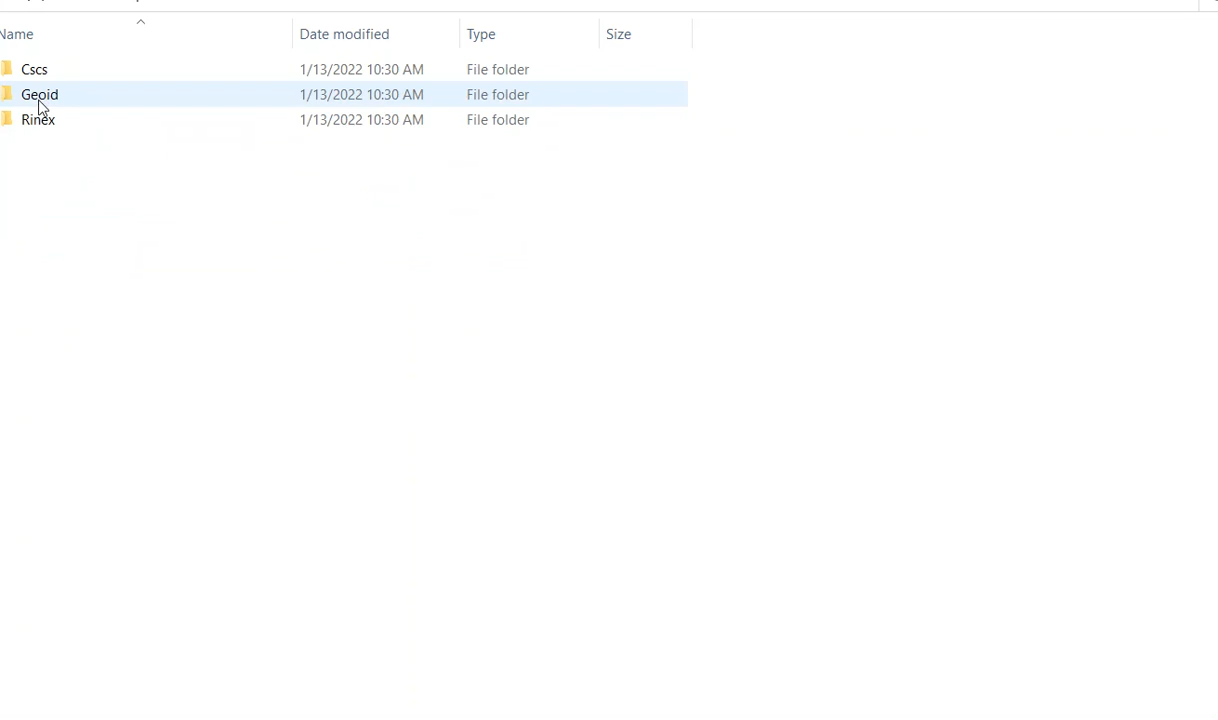 Name Date modified Type Size
Cscs 1/13/2022 10:30 AM File folder
Geoid 1/13/2022 10:30 AM File folder
Rinex 1/13/2022 10:30 AM File folder